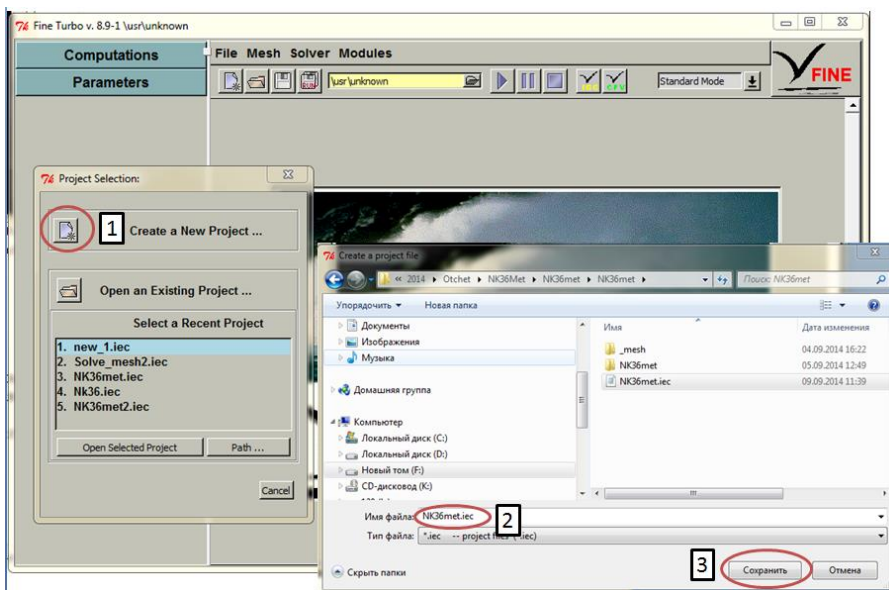 Fine Turbo v. 8.9-1 \usr\unknown
Computations
Parameters
File Mesh Solver Modules
\usr\unknown
Standard Mode
FINE
Project Selection:
1
Create a New Project ...
Open an Existing Project ...
Select a Recent Project
1. new_1.iec
2. Solve_mesh2.iec
3. NK36met.iec
4. Nk36.iec
5. NK36met2.iec
Open Selected Project
Path ...
Cancel
Create a project file
« 2014 ▸ Otchet ▸ NK36Met ▸ NK36met ▸ NK36met ▸
Поиск: NK36met
Упорядочить ▾ Новая папка
Документы
Изображения
Музыка
Домашняя группа
Компьютер
Локальный диск (C:)
Локальный диск (D:)
Новый том (F:)
CD-дисковод (K:)
Имя Дата изменения
_mesh 04.09.2014 16:22
NK36met 05.09.2014 12:49
NK36met.iec 09.09.2014 11:39
Имя файла: NK36met.iec
2
Тип файла: *.iec -- project files (*.iec)
3
Скрыть папки
Сохранить
Отмена